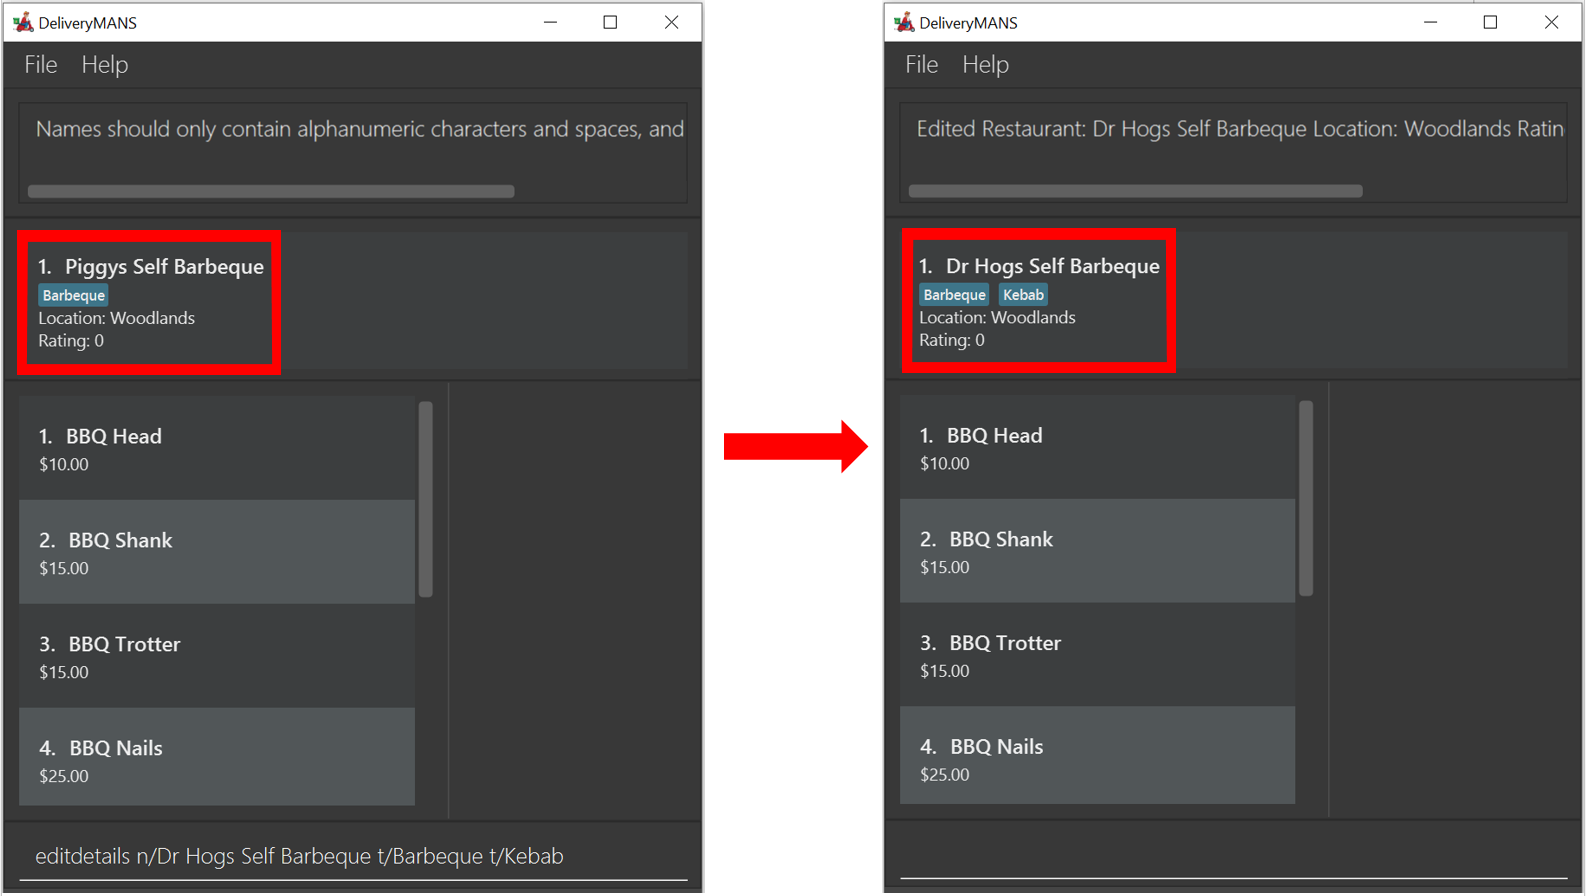 DeliveryMANS
File Help
Names should only contain alphanumeric characters and spaces, and
1. Piggys Self Barbeque
Barbeque
Location: Woodlands
Rating: 0
1. BBQ Head
$10.00
2. BBQ Shank
$15.00
3. BBQ Trotter
$15.00
4. BBQ Nails
$25.00
editdetails n/Dr Hogs Self Barbeque t/Barbeque t/Kebab
DeliveryMANS
File Help
Edited Restaurant: Dr Hogs Self Barbeque Location: Woodlands Ratin
1. Dr Hogs Self Barbeque
Barbeque Kebab
Location: Woodlands
Rating: 0
1. BBQ Head
$10.00
2. BBQ Shank
$15.00
3. BBQ Trotter
$15.00
4. BBQ Nails
$25.00